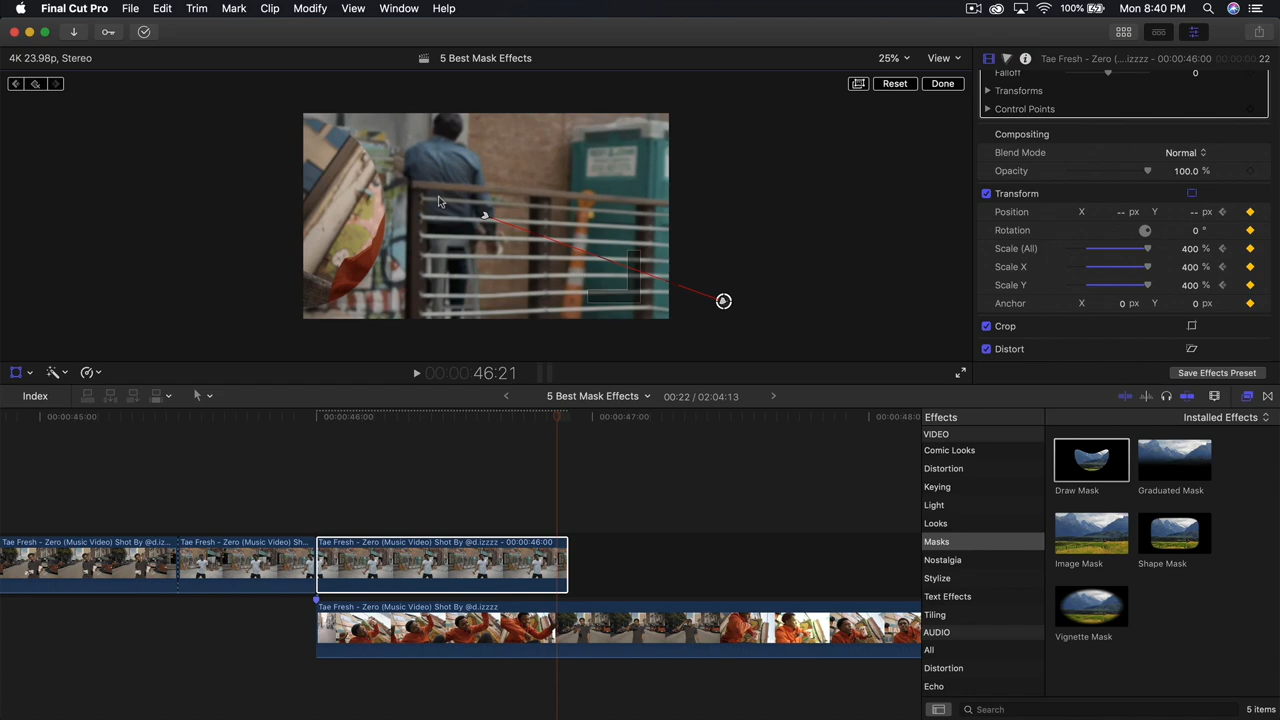 Final Cut Pro File Edit Trim Mark Clip Modify View Window Help 100% Mon 8:40 PM
4K 23.98p, Stereo 5 Best Mask Effects 25% View Tae Fresh - Zero (....izzzz - 00:00:46:00 00:00:00:22
Reset Done
Falloff 0
Transforms
Control Points
Compositing
Blend Mode Normal
Opacity 100.0 %
Transform
Position X -- px Y -- px
Rotation 0 °
Scale (All) 400 %
Scale X 400 %
Scale Y 400 %
Anchor X 0 px Y 0 px
Crop
Distort
00:00:46:21 Save Effects Preset
Index 5 Best Mask Effects 00:22 / 02:04:13
00:00:45:00 00:00:46:00 00:00:47:00 00:00:48:0
Effects Installed Effects
VIDEO
Comic Looks
Distortion
Keying
Light
Looks
Masks
Nostalgia
Stylize
Text Effects
Tiling
AUDIO
All
Distortion
Echo
Draw Mask Graduated Mask
Image Mask Shape Mask
Vignette Mask
Tae Fresh - Zero (Music Video) Shot By @d.iz... Tae Fresh - Zero (Music Video) Sh... Tae Fresh - Zero (Music Video) Shot By @d.izzzz - 00:00:46:00
Tae Fresh - Zero (Music Video) Shot By @d.izzzz
Search 5 items